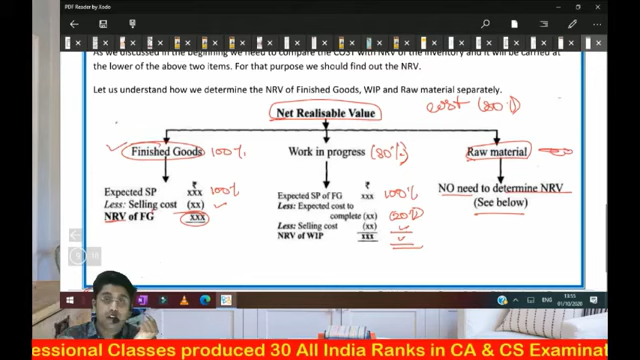 PDF Reader by Xodo
As we discussed in the beginning we need to compare the COST with NRV of the inventory and it will be carried
at the lower of the above two items. For that purpose we should find out the NRV.
Let us understand how we determine the NRV of Finished Goods, WIP and Raw material separately.
Net Realisable Value
cost (80%)
Finished Goods 100%
Work in progress (80%)
Raw material
₹
Expected SP xxx 100%
Less: Selling cost (xx)
NRV of FG xxx
₹
Expected SP of FG xxx 100%
Less: Expected cost to
complete (xx) (20%)
Less: Selling cost (xx)
NRV of WIP xxx
NO need to determine NRV
(See below)
ENG
13:55
01/10/2020
essional Classes produced 30 All India Ranks in CA & CS Examinat